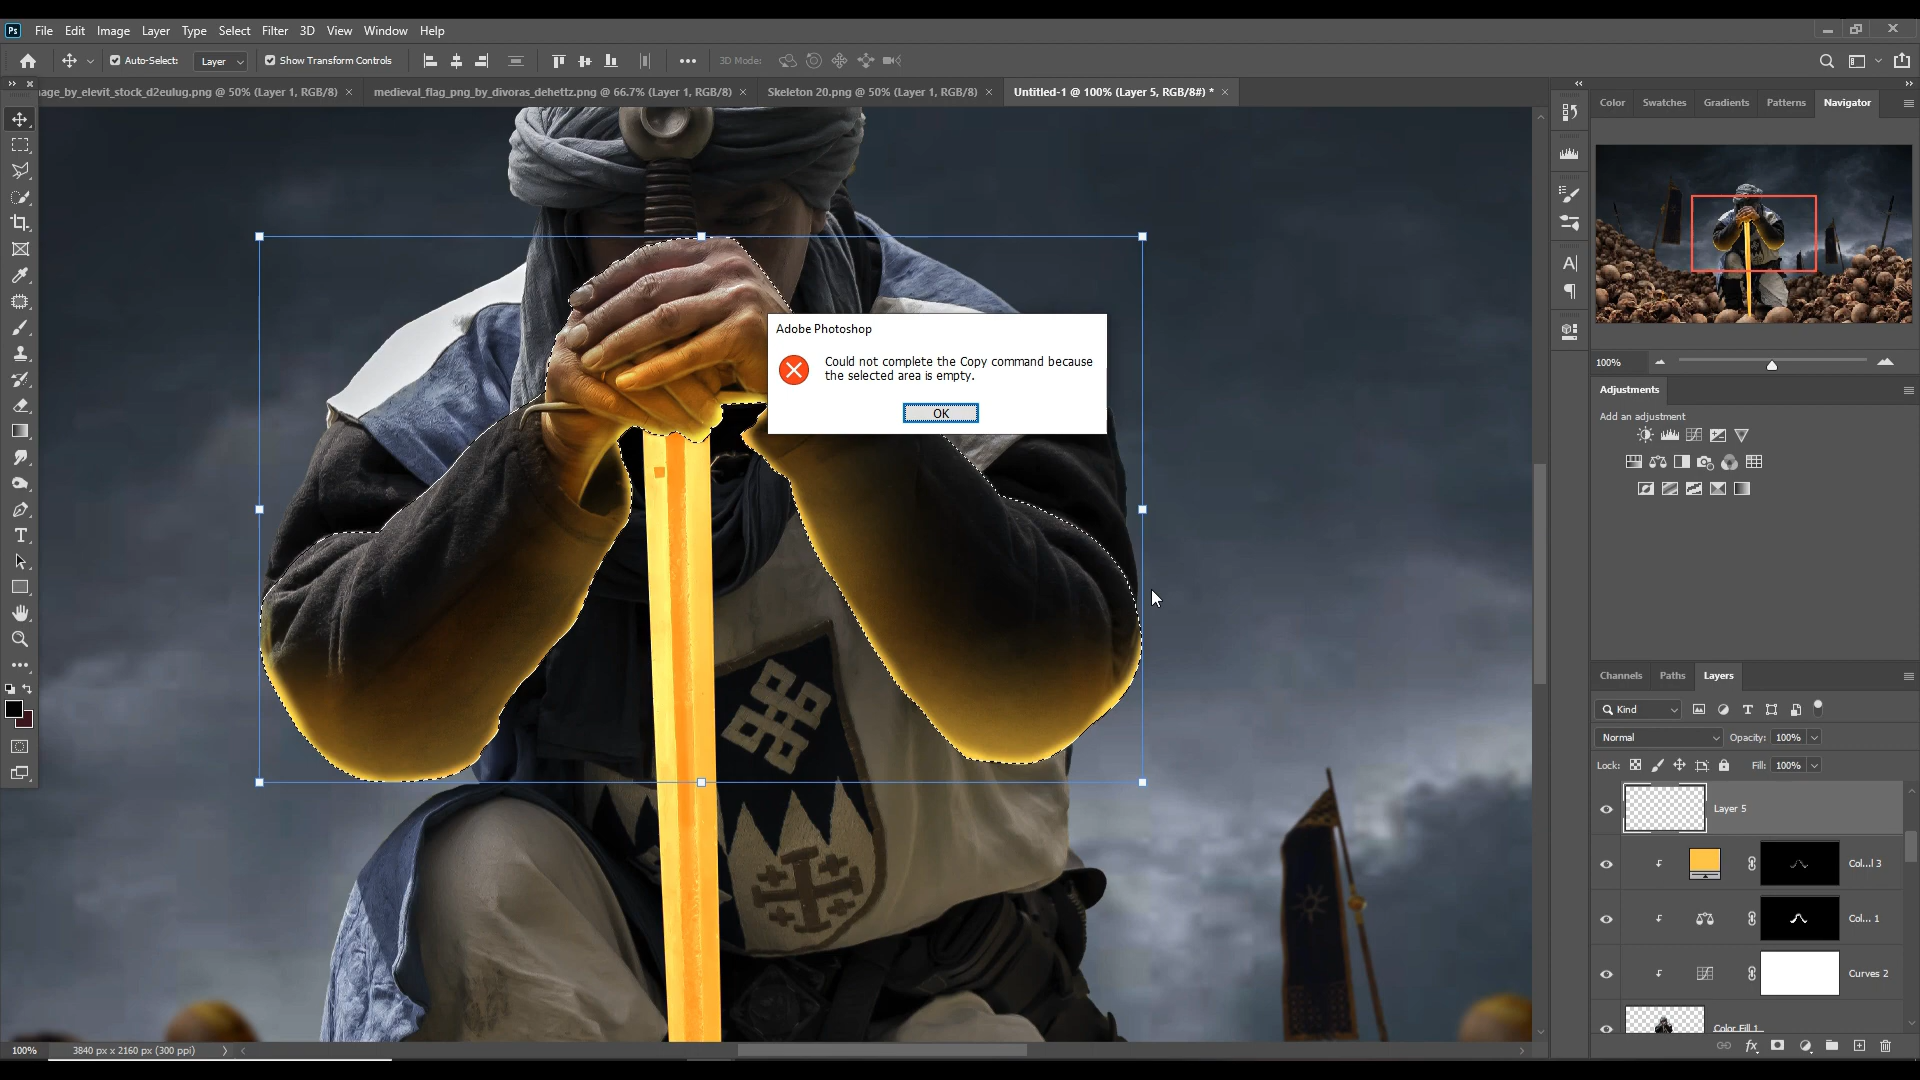 Ps File Edit Image Layer Type Select Filter 3D View Window Help
Auto-Select: Layer Show Transform Controls 3D Mode:
age_by_elevit_stock_d2eulug.png @ 50% (Layer 1, RGB/8) medieval_flag_png_by_divoras_dehettz.png @ 66.7% (Layer 1, RGB/8) Skeleton 20.png @ 50% (Layer 1, RGB/8) Untitled-1 @ 100% (Layer 5, RGB/8#) *
Color Swatches Gradients Patterns Navigator
Adobe Photoshop
Could not complete the Copy command because
the selected area is empty.
OK
100%
Adjustments
Add an adjustment
Channels Paths Layers
Kind
Normal Opacity: 100%
Lock: Fill: 100%
Layer 5
Col...l 3
Col... 1
Curves 2
Color Fill 1
100% 3840 px x 2160 px (300 ppi)